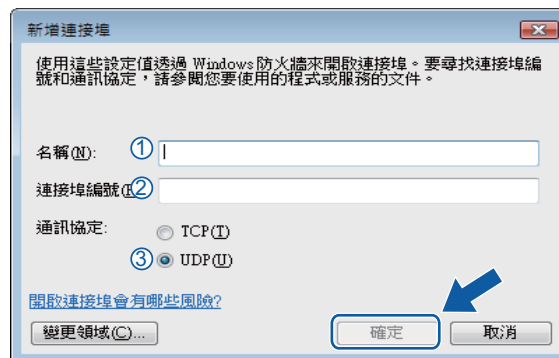 新增連接埠
使用這些設定值透過 Windows 防火牆來開啟連接埠。要尋找連接埠編
號和通訊協定，請參閱您要使用的程式或服務的文件。
名稱(N): ①
連接埠編號(P ②
通訊協定: TCP(T)
③ UDP(U)
開啟連接埠會有哪些風險?
變更領域(C)... 確定 取消